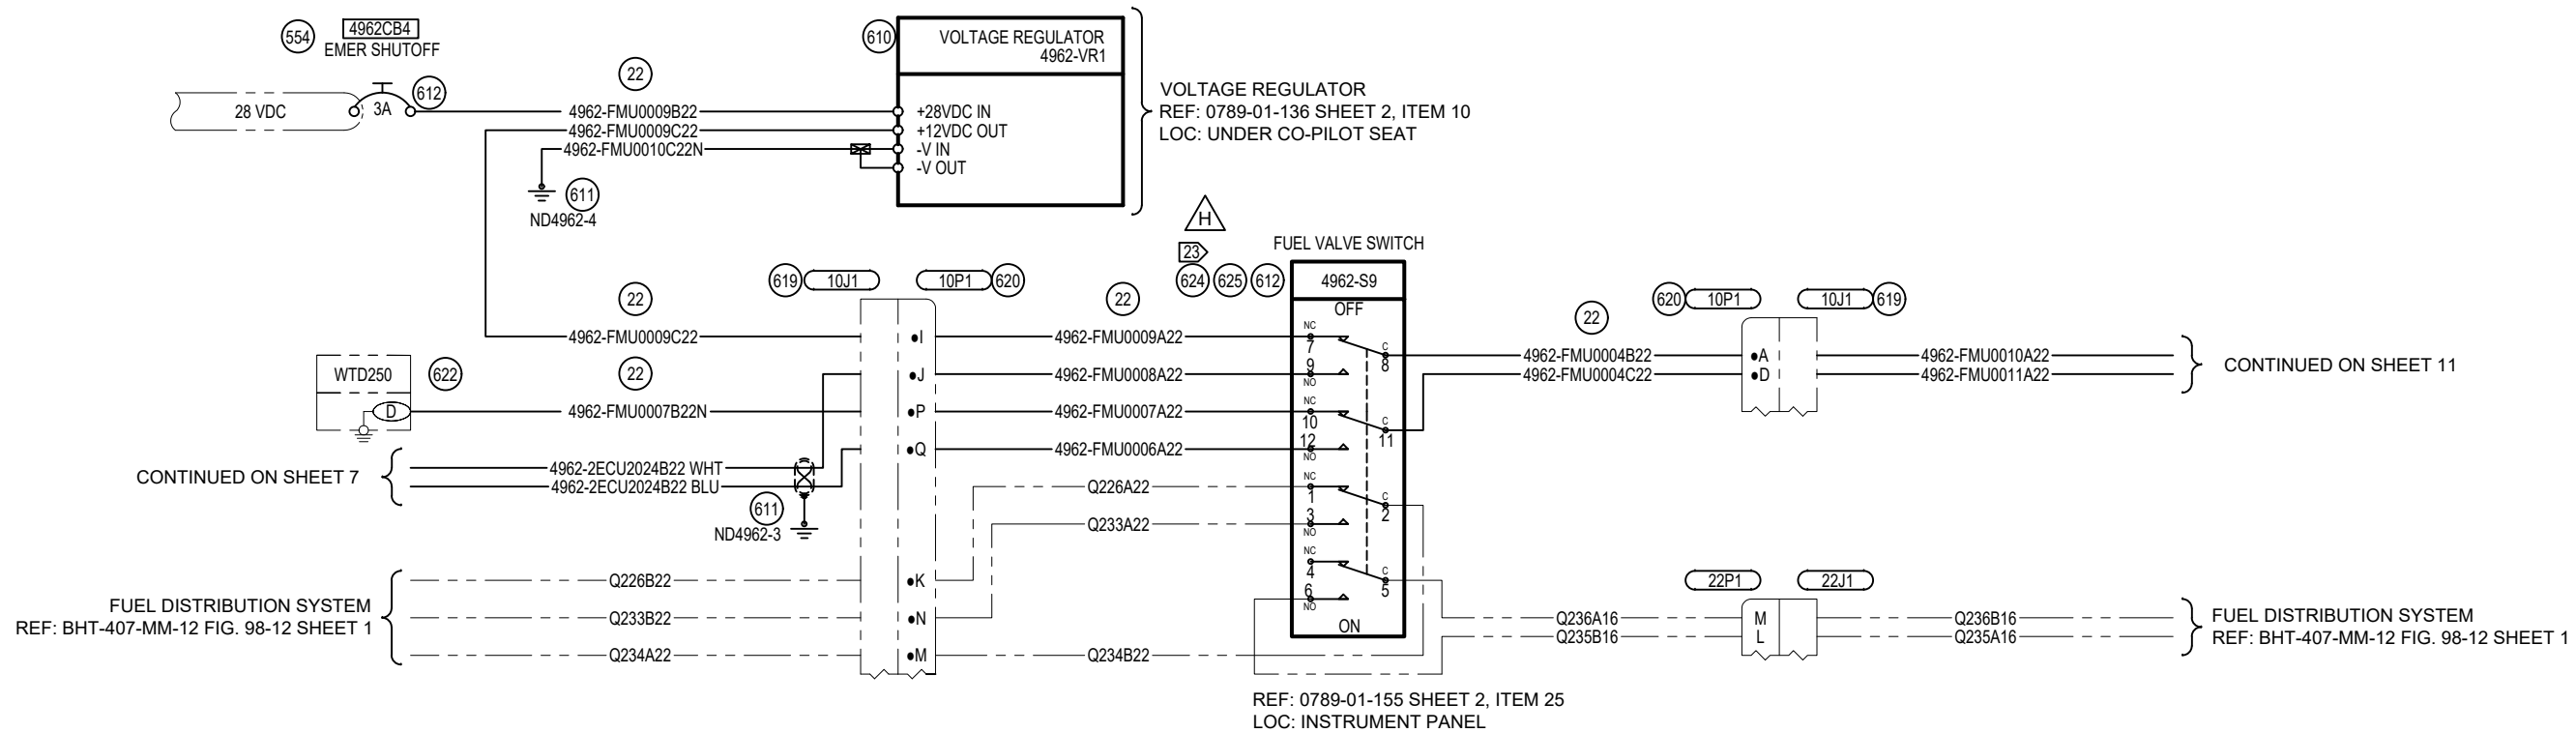 554
4962CB4
EMER SHUTOFF
28 VDC
3A
612
22
4962-FMU0009B22
4962-FMU0009C22
4962-FMU0010C22N
611
ND4962-4
610
VOLTAGE REGULATOR
4962-VR1
+28VDC IN
+12VDC OUT
-V IN
-V OUT
VOLTAGE REGULATOR
REF: 0789-01-136 SHEET 2, ITEM 10
LOC: UNDER CO-PILOT SEAT
H
23
624 625 612
FUEL VALVE SWITCH
4962-S9
OFF
NC
7
9
NO
C
8
NC
10
12
NO
C
11
NC
1
3
NO
C
2
NC
4
6
NO
C
5
ON
REF: 0789-01-155 SHEET 2, ITEM 25
LOC: INSTRUMENT PANEL
619 10J1
10P1 620
22
4962-FMU0009C22
I
22
4962-FMU0009A22
WTD250
622
D
22
J
4962-FMU0008A22
4962-FMU0007B22N
P
4962-FMU0007A22
Q
4962-FMU0006A22
CONTINUED ON SHEET 7
4962-2ECU2024B22 WHT
4962-2ECU2024B22 BLU
611
ND4962-3
Q226A22
Q233A22
FUEL DISTRIBUTION SYSTEM
REF: BHT-407-MM-12 FIG. 98-12 SHEET 1
Q226B22
K
Q233B22
N
Q234A22
M
Q234B22
22
620 10P1
10J1 619
4962-FMU0004B22
A
4962-FMU0010A22
4962-FMU0004C22
D
4962-FMU0011A22
CONTINUED ON SHEET 11
22P1
22J1
Q236A16
M
Q236B16
Q235B16
L
Q235A16
FUEL DISTRIBUTION SYSTEM
REF: BHT-407-MM-12 FIG. 98-12 SHEET 1